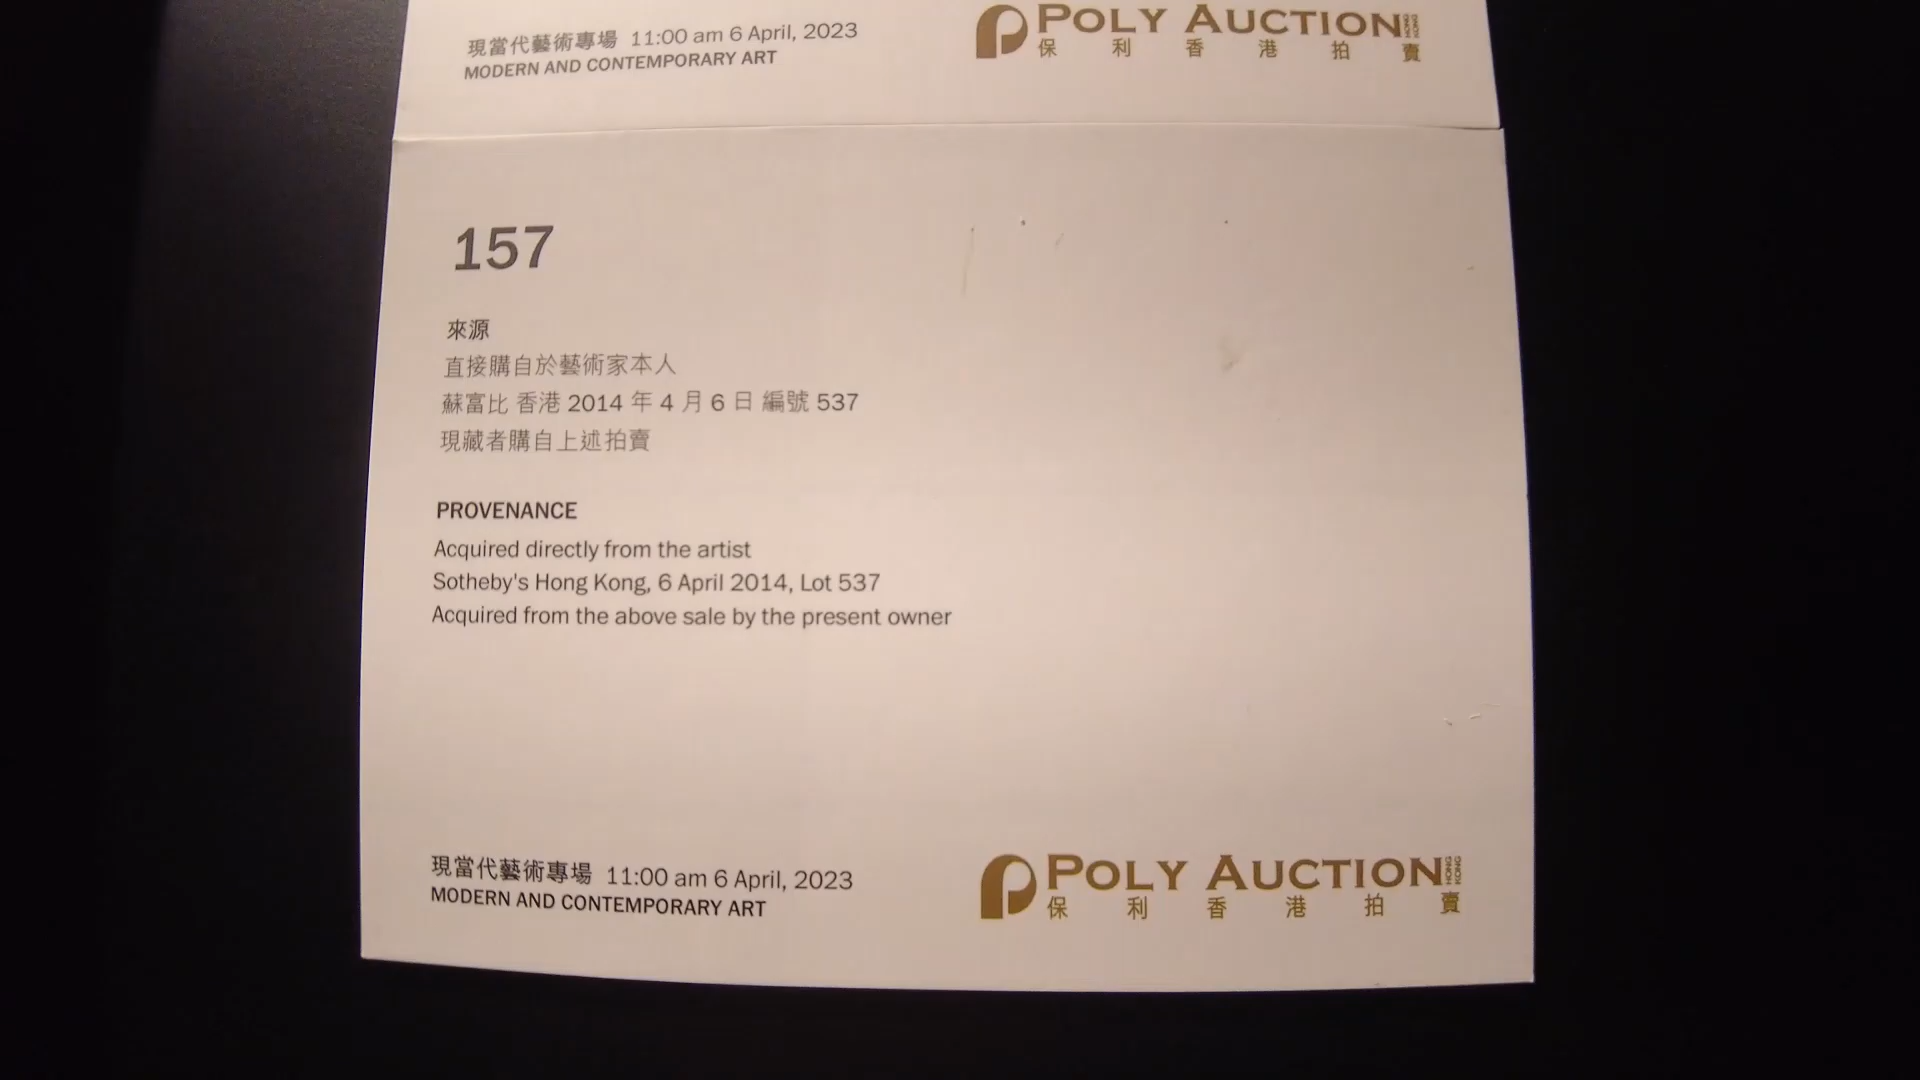 現當代藝術專場 11:00 am 6 April, 2023
MODERN AND CONTEMPORARY ART
POLY AUCTION HONG KONG
保利香港拍賣
157
來源
直接購自於藝術家本人
蘇富比 香港 2014 年 4 月 6 日 編號 537
現藏者購自上述拍賣
PROVENANCE
Acquired directly from the artist
Sotheby's Hong Kong, 6 April 2014, Lot 537
Acquired from the above sale by the present owner
現當代藝術專場 11:00 am 6 April, 2023
MODERN AND CONTEMPORARY ART
POLY AUCTION HONG KONG
保利香港拍賣